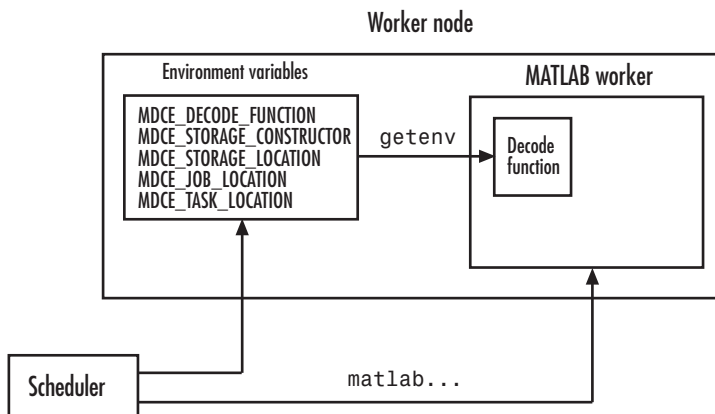 Worker node
Environment variables
MATLAB worker
MDCE_DECODE_FUNCTION
MDCE_STORAGE_CONSTRUCTOR
MDCE_STORAGE_LOCATION
MDCE_JOB_LOCATION
MDCE_TASK_LOCATION
getenv
Decode
function
Scheduler
matlab...